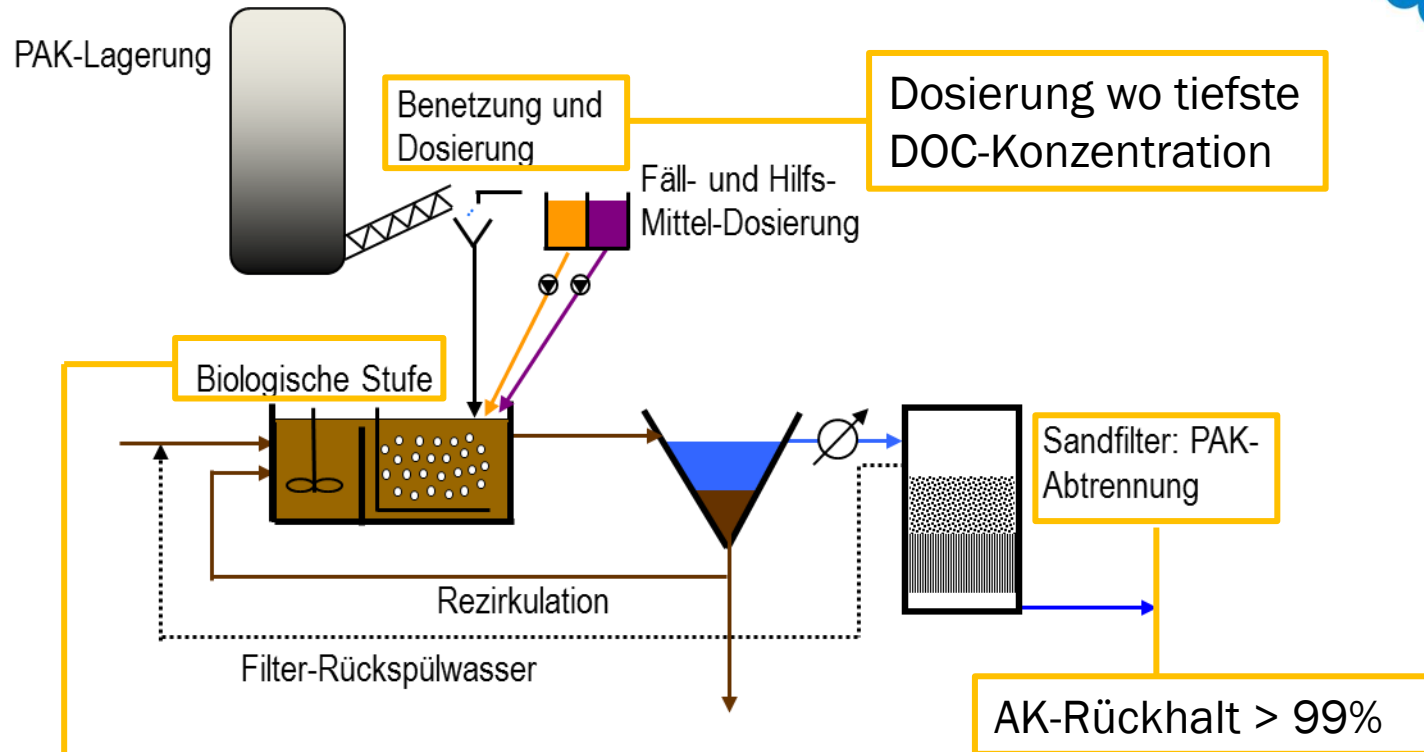 PAK-Lagerung
Benetzung und
Dosierung
Dosierung wo tiefste
DOC-Konzentration
Fäll- und Hilfs-
Mittel-Dosierung
Biologische Stufe
Sandfilter: PAK-
Abtrennung
Rezirkulation
Filter-Rückspülwasser
AK-Rückhalt > 99%